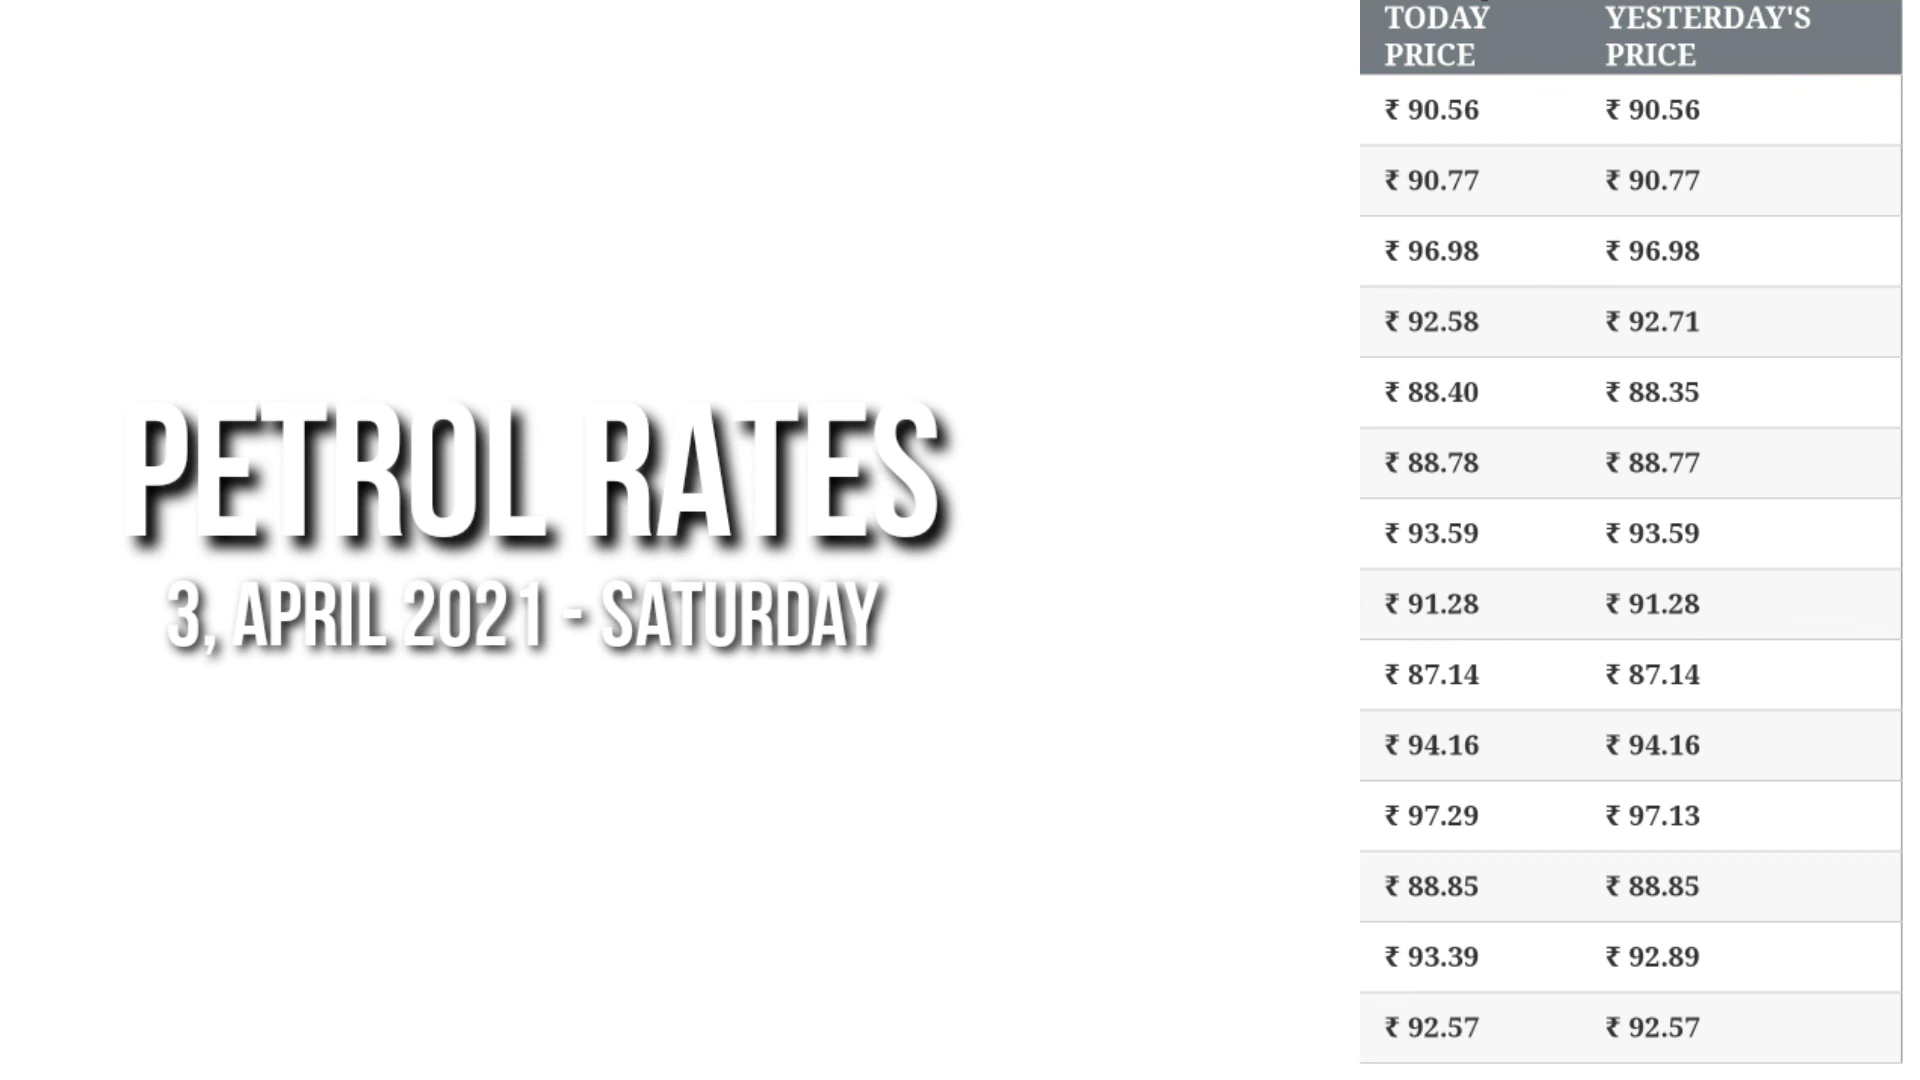 PETROL RATES
3, APRIL 2021 - SATURDAY
TODAY PRICE YESTERDAY'S PRICE
₹ 90.56 ₹ 90.56
₹ 90.77 ₹ 90.77
₹ 96.98 ₹ 96.98
₹ 92.58 ₹ 92.71
₹ 88.40 ₹ 88.35
₹ 88.78 ₹ 88.77
₹ 93.59 ₹ 93.59
₹ 91.28 ₹ 91.28
₹ 87.14 ₹ 87.14
₹ 94.16 ₹ 94.16
₹ 97.29 ₹ 97.13
₹ 88.85 ₹ 88.85
₹ 93.39 ₹ 92.89
₹ 92.57 ₹ 92.57